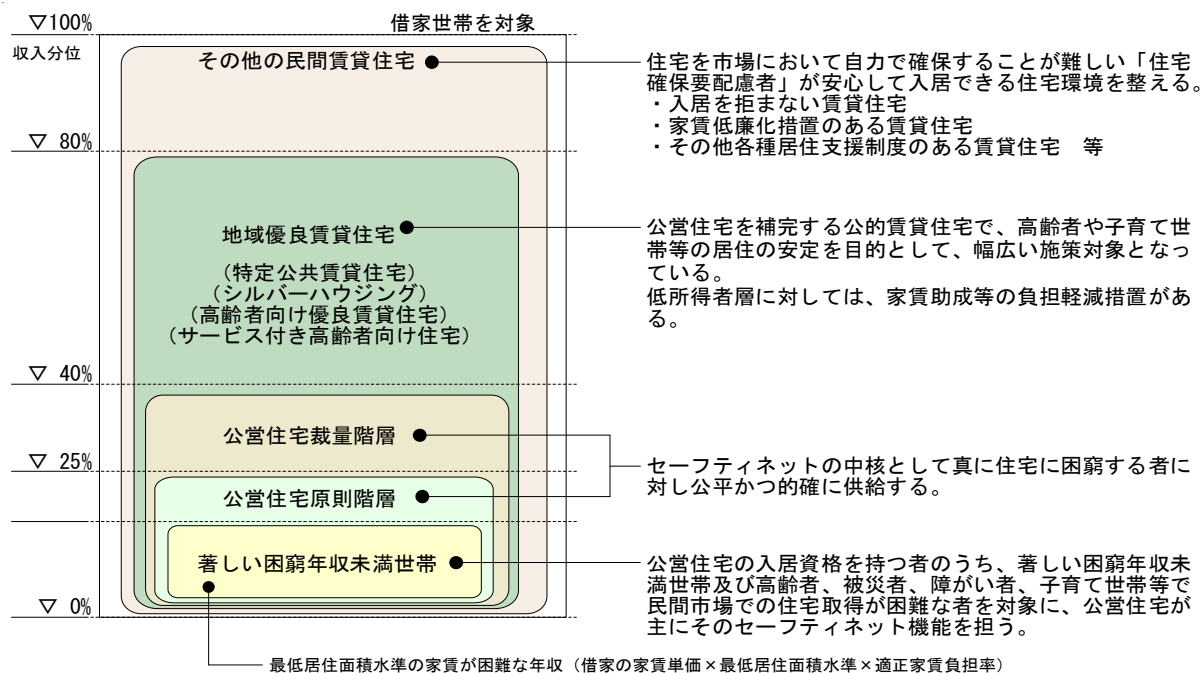 ▽100%
借家世帯を対象
収入分位
その他の民間賃貸住宅
住宅を市場において自力で確保することが難しい「住宅
確保要配慮者」が安心して入居できる住宅環境を整える。
・入居を拒まない賃貸住宅
・家賃低廉化措置のある賃貸住宅
・その他各種居住支援制度のある賃貸住宅　等
▽ 80%
地域優良賃貸住宅
(特定公共賃貸住宅)
(シルバーハウジング)
(高齢者向け優良賃貸住宅)
(サービス付き高齢者向け住宅)
公営住宅を補完する公的賃貸住宅で、高齢者や子育て世
帯等の居住の安定を目的として、幅広い施策対象となっ
ている。
低所得者層に対しては、家賃助成等の負担軽減措置があ
る。
▽ 40%
公営住宅裁量階層
▽ 25%
公営住宅原則階層
セーフティネットの中核として真に住宅に困窮する者に
対し公平かつ的確に供給する。
著しい困窮年収未満世帯
公営住宅の入居資格を持つ者のうち、著しい困窮年収未
満世帯及び高齢者、被災者、障がい者、子育て世帯等で
民間市場での住宅取得が困難な者を対象に、公営住宅が
主にそのセーフティネット機能を担う。
▽ 0%
最低居住面積水準の家賃が困難な年収（借家の家賃単価×最低居住面積水準×適正家賃負担率）